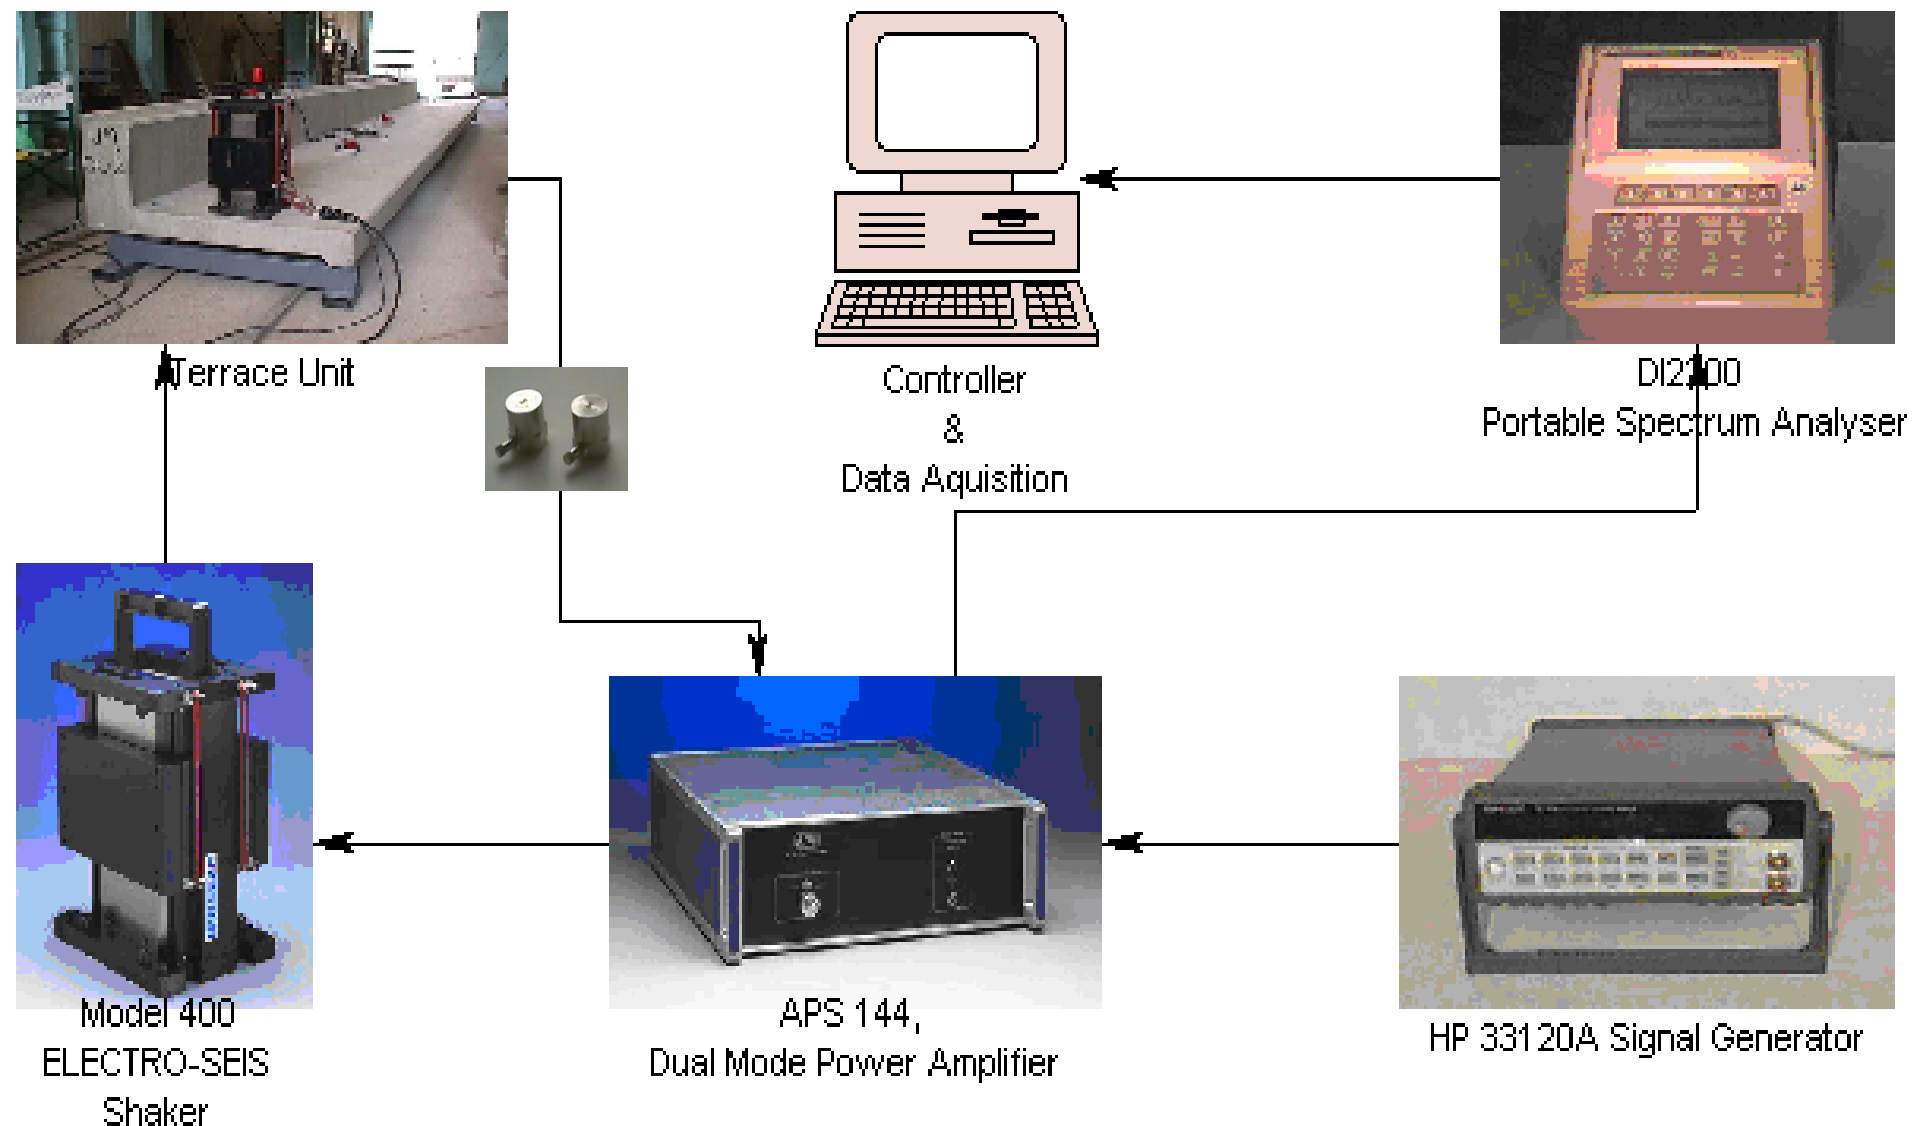 Terrace Unit
Controller
&
Data Aquisition
DI2200
Portable Spectrum Analyser
Model 400
ELECTRO-SEIS
Shaker
APS 144,
Dual Mode Power Amplifier
HP 33120A Signal Generator